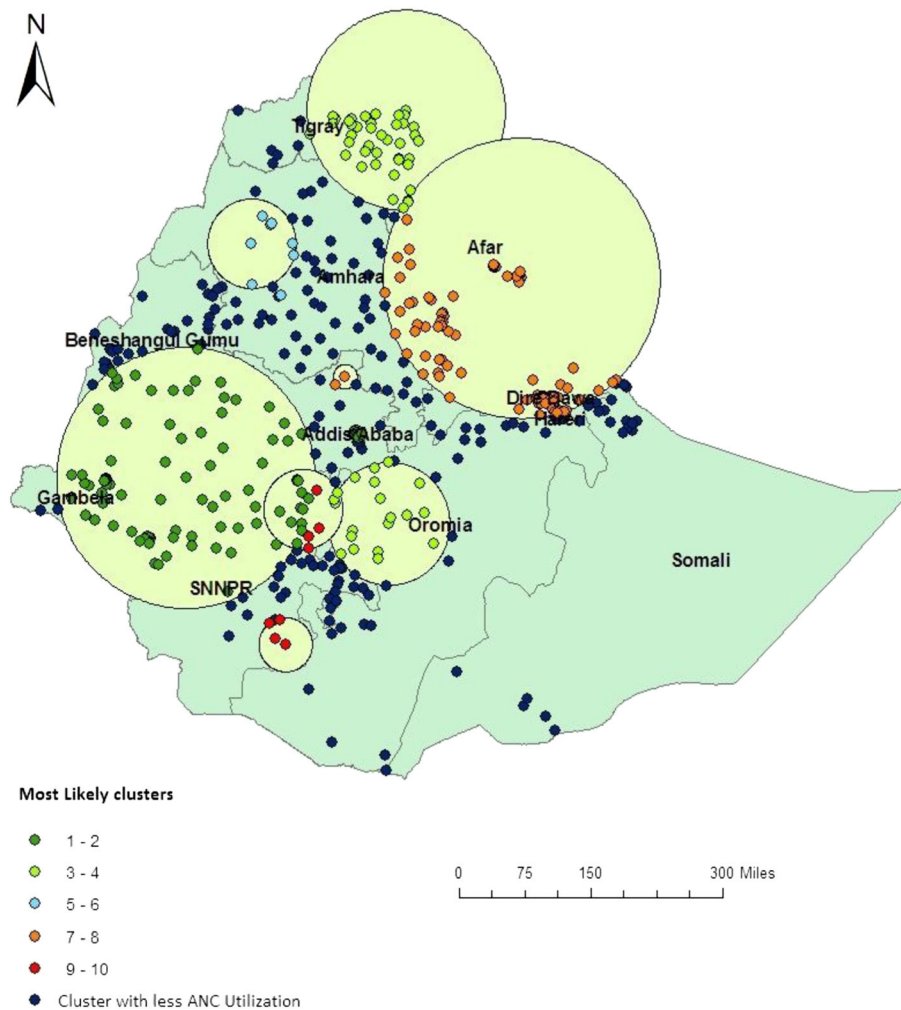 N
Tigray
Afar
Amhara
Beneshangul Gumu
Dire Dawa
Hareri
Addis Ababa
Gambela
Oromia
Somali
SNNPR
Most Likely clusters
1 - 2
3 - 4
5 - 6
7 - 8
9 - 10
Cluster with less ANC Utilization
0 75 150 300 Miles